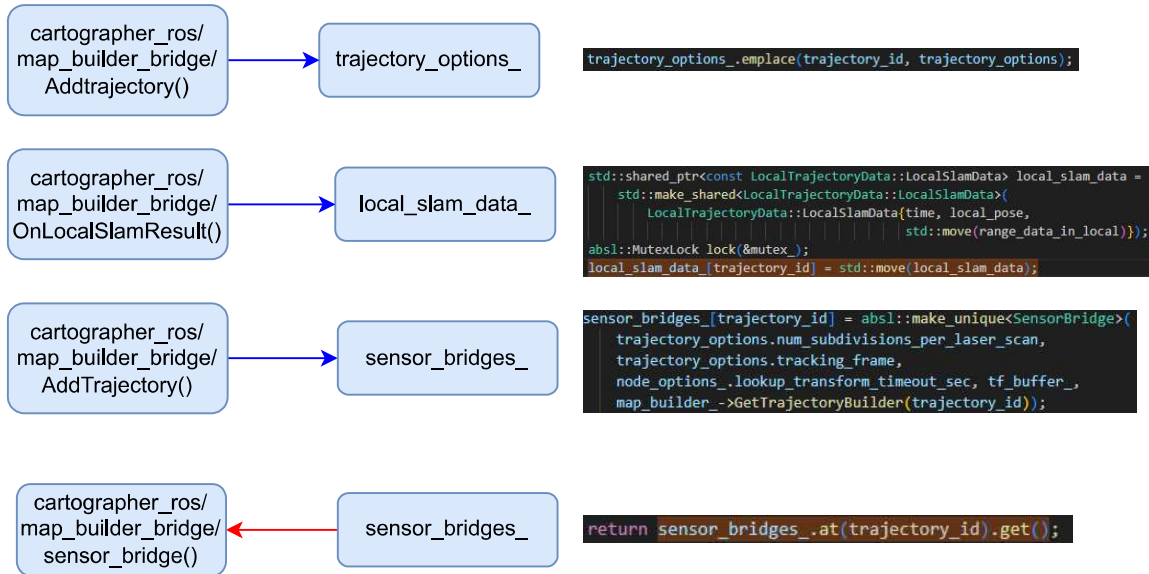 cartographer_ros/
map_builder_bridge/
Addtrajectory()
trajectory_options_
trajectory_options_.emplace(trajectory_id, trajectory_options);
cartographer_ros/
map_builder_bridge/
OnLocalSlamResult()
local_slam_data_
std::shared_ptr<const LocalTrajectoryData::LocalSlamData> local_slam_data =
std::make_shared<LocalTrajectoryData::LocalSlamData>(
LocalTrajectoryData::LocalSlamData{time, local_pose,
std::move(range_data_in_local)});
absl::MutexLock lock(&mutex_);
local_slam_data_[trajectory_id] = std::move(local_slam_data);
cartographer_ros/
map_builder_bridge/
AddTrajectory()
sensor_bridges_
sensor_bridges_[trajectory_id] = absl::make_unique<SensorBridge>(
trajectory_options.num_subdivisions_per_laser_scan,
trajectory_options.tracking_frame,
node_options_.lookup_transform_timeout_sec, tf_buffer_,
map_builder_->GetTrajectoryBuilder(trajectory_id));
cartographer_ros/
map_builder_bridge/
sensor_bridge()
sensor_bridges_
return sensor_bridges_.at(trajectory_id).get();